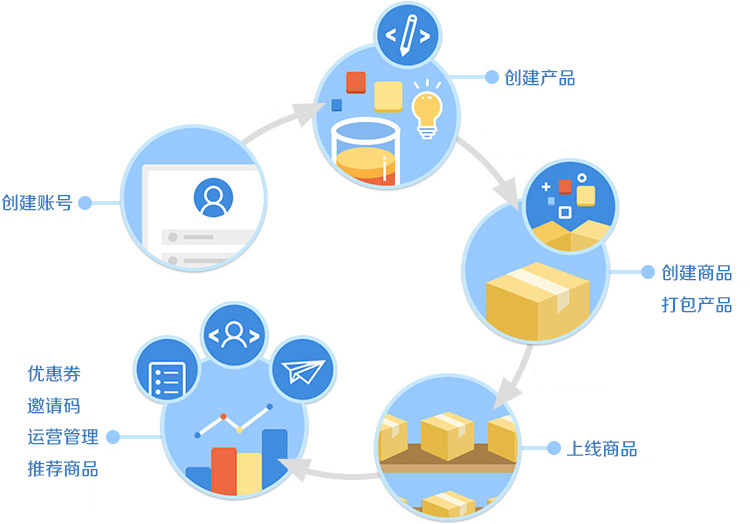 创建产品
创建账号
创建商品
打包产品
优惠券
邀请码
运营管理
推荐商品
上线商品